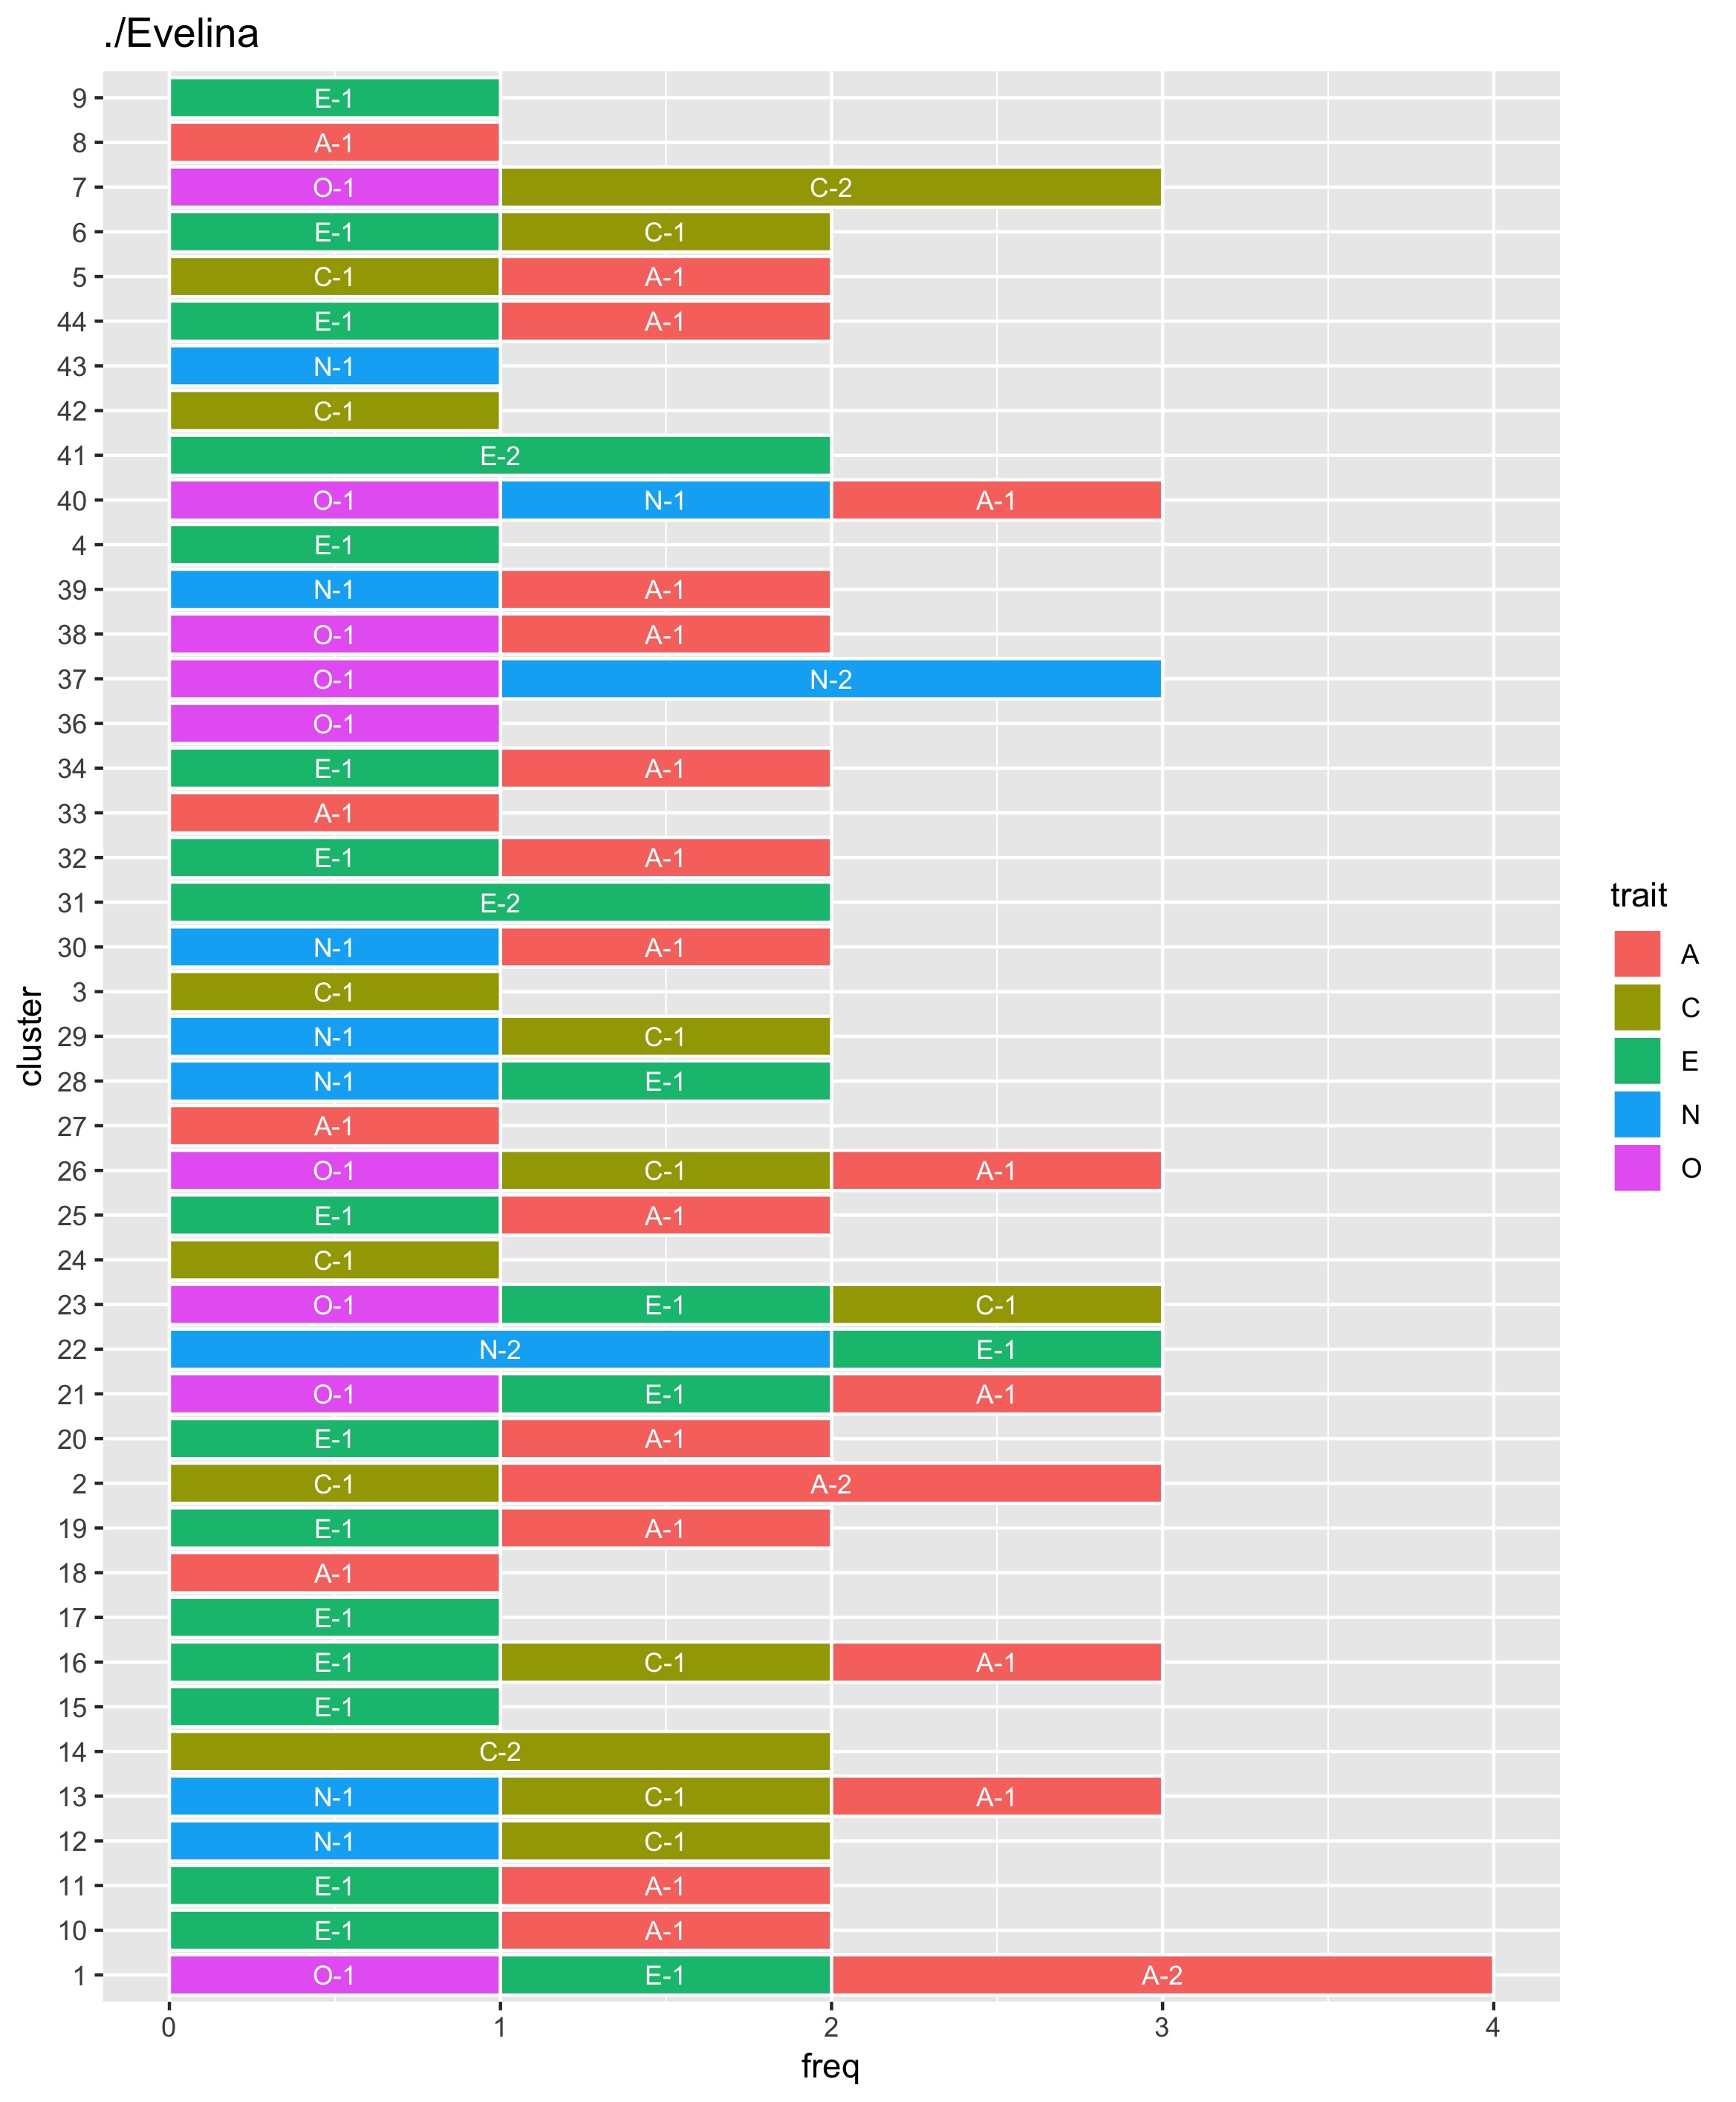 ./Evelina
9 E-1
8 A-1
7 O-1 C-2
6 E-1 C-1
5 C-1 A-1
44 E-1 A-1
43 N-1
42 C-1
41 E-2
40 O-1 N-1 A-1
4 E-1
39 N-1 A-1
38 O-1 A-1
37 O-1 N-2
36 O-1
34 E-1 A-1
33 A-1
32 E-1 A-1
31 E-2
30 N-1 A-1
3 C-1
29 N-1 C-1
28 N-1 E-1
27 A-1
26 O-1 C-1 A-1
25 E-1 A-1
24 C-1
23 O-1 E-1 C-1
22 N-2 E-1
21 O-1 E-1 A-1
20 E-1 A-1
2 C-1 A-2
19 E-1 A-1
18 A-1
17 E-1
16 E-1 C-1 A-1
15 E-1
14 C-2
13 N-1 C-1 A-1
12 N-1 C-1
11 E-1 A-1
10 E-1 A-1
1 O-1 E-1 A-2
0 1 2 3 4
freq
cluster
trait
A
C
E
N
O